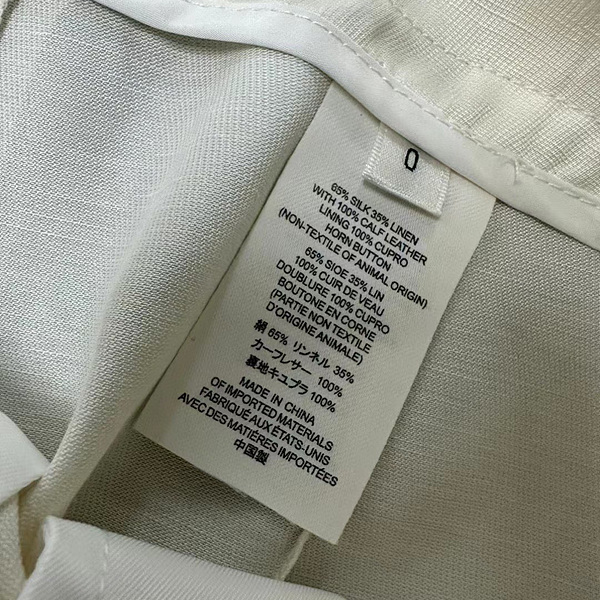 0
65% SILK 35% LINEN
WITH 100% CALF LEATHER
LINING 100% CUPRO
HORN BUTTON
(NON-TEXTILE OF ANIMAL ORIGIN)
65% SIOE 35% LIN
100% CUIR DE VEAU
DOUBLURE 100% CUPRO
BOUTONE EN CORNE
(PARTIE NON TEXTILE
D'ORIGINE ANIMALE)
絹 65% リンネル 35%
カーフレザー 100%
裏地キュプラ 100%
MADE IN CHINA
OF IMPORTED MATERIALS
FABRIQUÉ AUX ÉTATS-UNIS
AVEC DES MATIÈRES IMPORTÉES
中国製